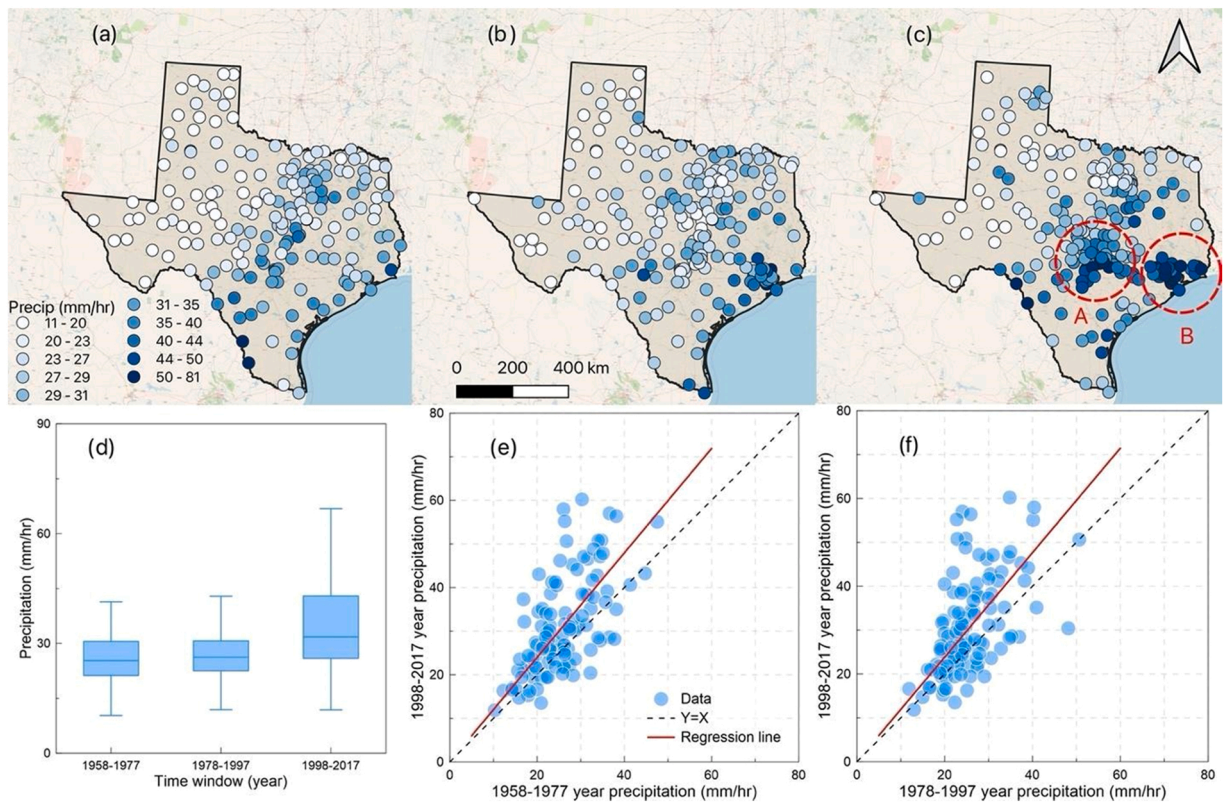 (a)
(b)
(c)
A
B
Precip (mm/hr)
11 - 20
20 - 23
23 - 27
27 - 29
29 - 31
31 - 35
35 - 40
40 - 44
44 - 50
50 - 81
0 200 400 km
(d)
Precipitation (mm/hr)
90
60
30
0
1958-1977 1978-1997 1998-2017
Time window (year)
(e)
1998-2017 year precipitation (mm/hr)
80
60
40
20
0
Data
Y=X
Regression line
0 20 40 60 80
1958-1977 year precipitation (mm/hr)
(f)
1998-2017 year precipitation (mm/hr)
80
60
40
20
0
0 20 40 60 80
1978-1997 year precipitation (mm/hr)